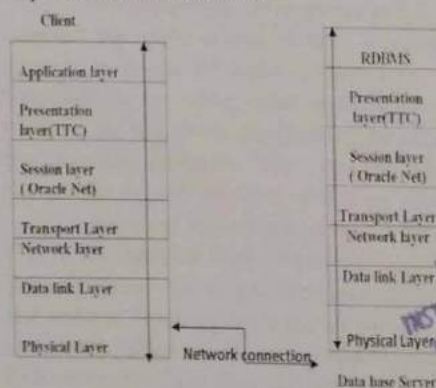 Client
Application layer
Presentation
layer(TTC)
Session layer
( Oracle Net)
Transport Layer
Network layer
Data link Layer
Physical Layer
Network connection
RDBMS
Presentation
layer(TTC)
Session layer
( Oracle Net)
Transport Layer
Network layer
Data link Layer
Physical Layer
Data base Server